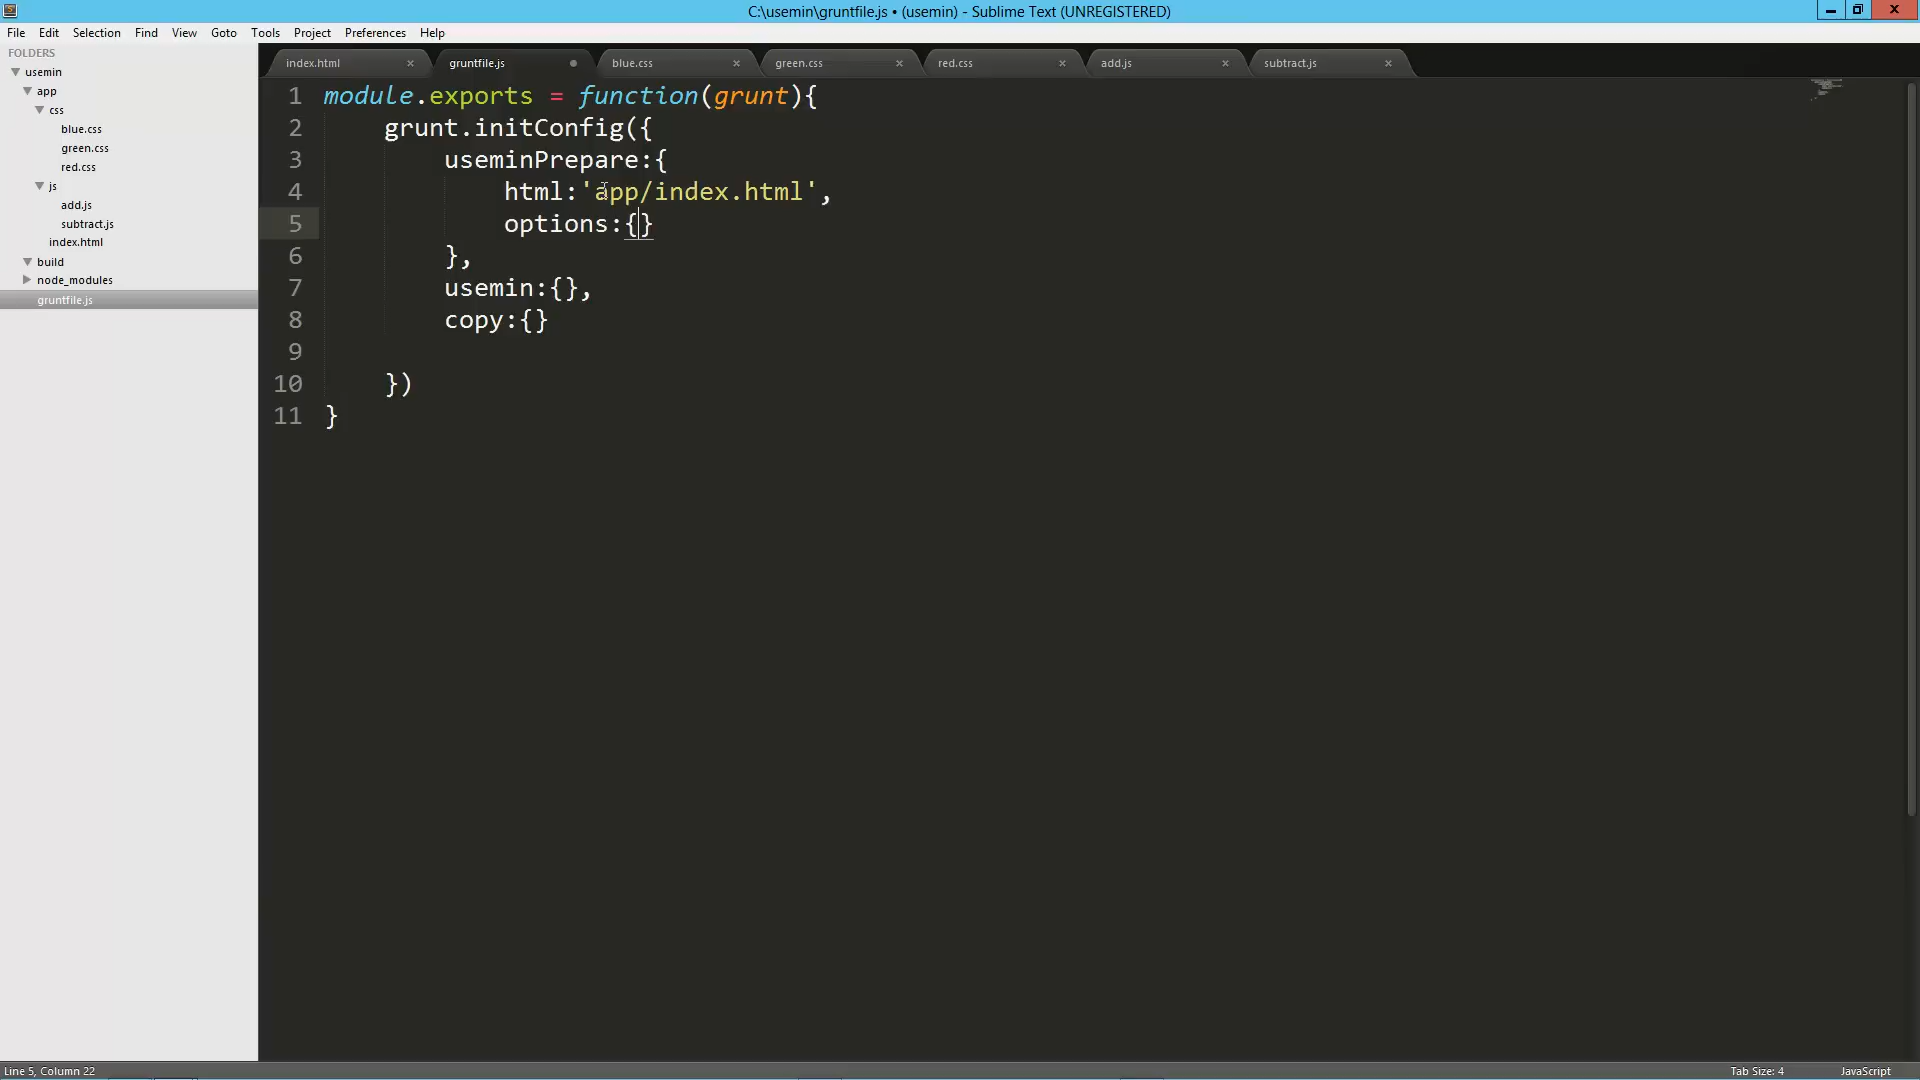 C:\usemin\gruntfile.js • (usemin) - Sublime Text (UNREGISTERED)
File Edit Selection Find View Goto Tools Project Preferences Help
FOLDERS
usemin
app
css
blue.css
green.css
red.css
js
add.js
subtract.js
index.html
build
node_modules
gruntfile.js
index.html gruntfile.js blue.css green.css red.css add.js subtract.js
1 module.exports = function(grunt){
2 grunt.initConfig({
3 useminPrepare:{
4 html:'app/index.html',
5 options:{}
6 },
7 usemin:{},
8 copy:{}
9
10 })
11 }
Line 5, Column 22 Tab Size: 4 JavaScript